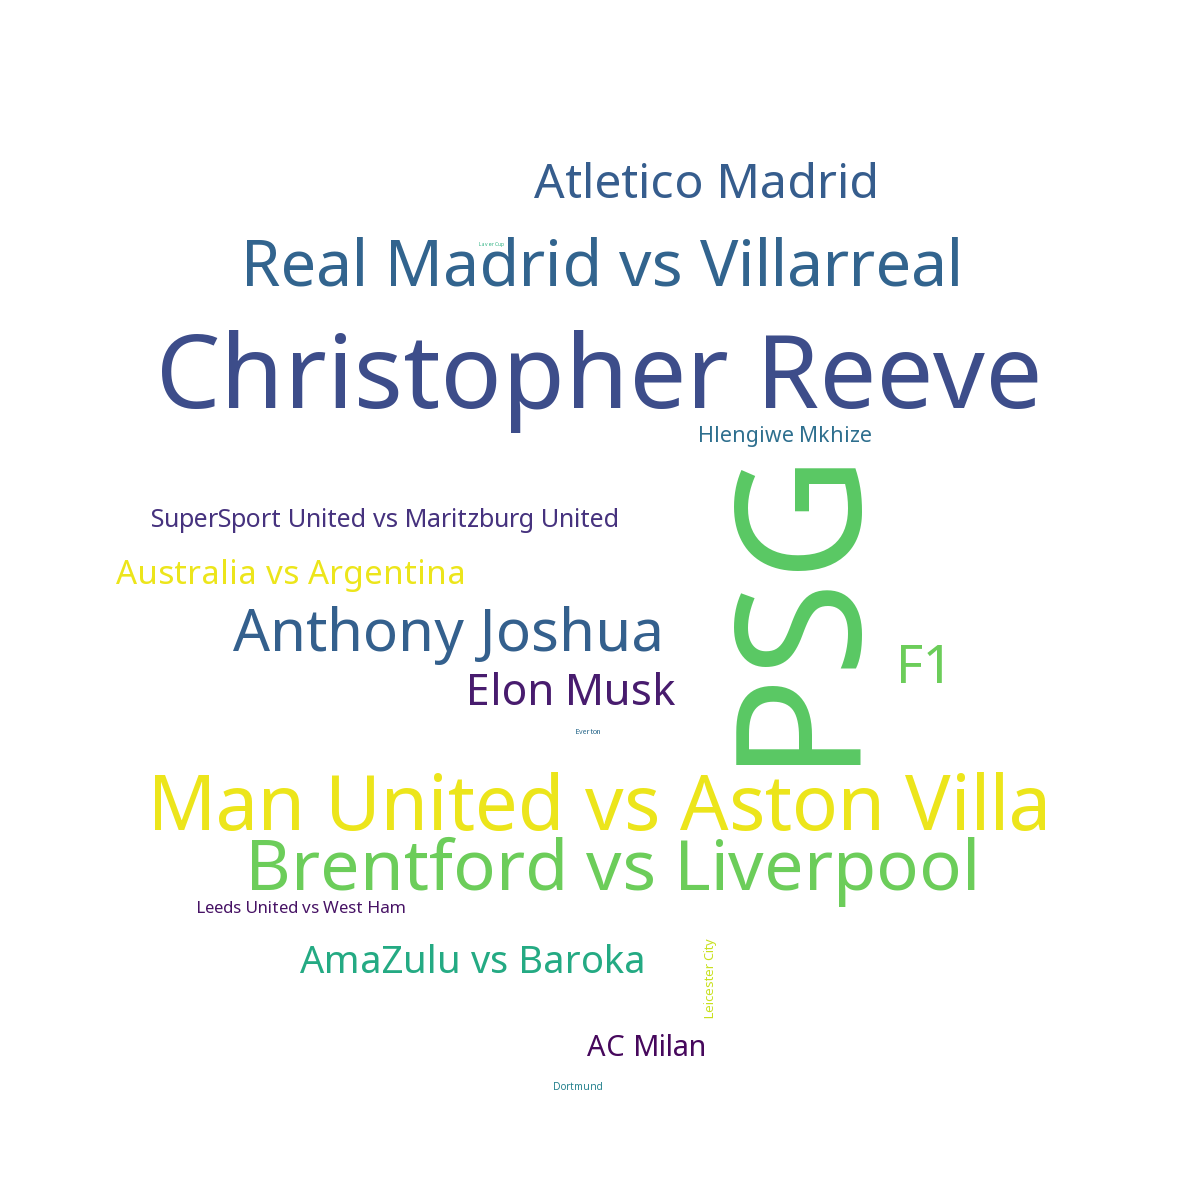 Atletico Madrid
Laver Cup
Real Madrid vs Villarreal
Christopher Reeve
Hlengiwe Mkhize
PSG
SuperSport United vs Maritzburg United
Australia vs Argentina
Anthony Joshua
F1
Elon Musk
Everton
Man United vs Aston Villa
Brentford vs Liverpool
Leeds United vs West Ham
AmaZulu vs Baroka
Leicester City
AC Milan
Dortmund